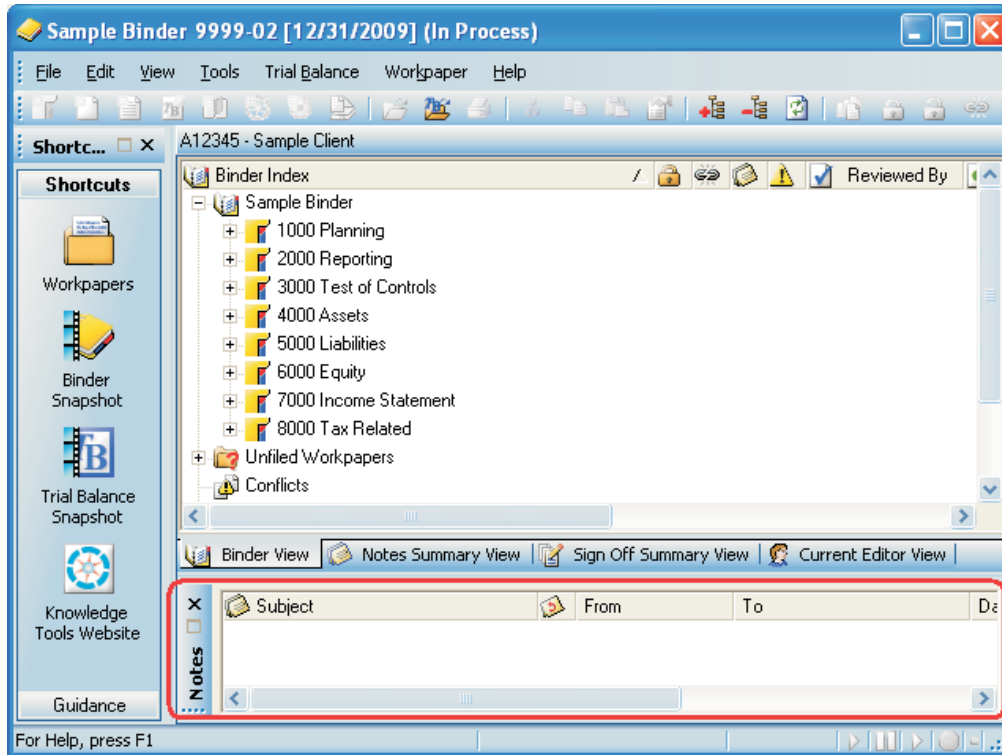 Sample Binder 9999-02 [12/31/2009] (In Process)
File Edit View Tools Trial Balance Workpaper Help
Shortc...
A12345 - Sample Client
Shortcuts
Binder Index / Reviewed By
Sample Binder
1000 Planning
2000 Reporting
3000 Test of Controls
4000 Assets
5000 Liabilities
6000 Equity
7000 Income Statement
8000 Tax Related
Unfiled Workpapers
Conflicts
Workpapers
Binder
Snapshot
Trial Balance
Snapshot
Knowledge
Tools Website
Guidance
Binder View Notes Summary View Sign Off Summary View Current Editor View
Notes
Subject From To Da
For Help, press F1